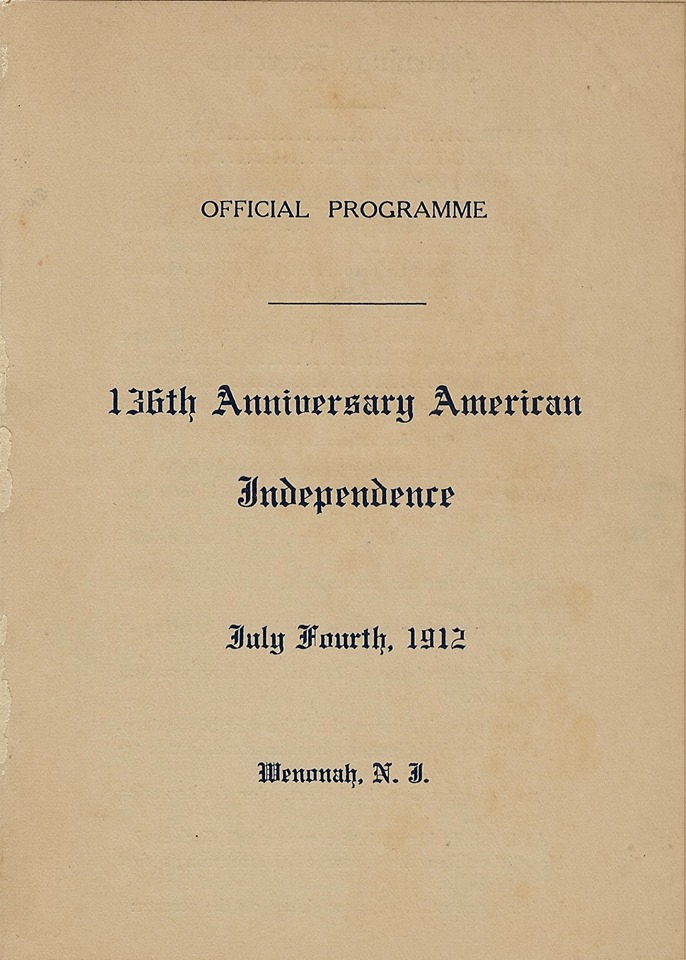 OFFICIAL PROGRAMME
136th Anniversary American
Independence
July Fourth, 1912
Wenonah, N. J.